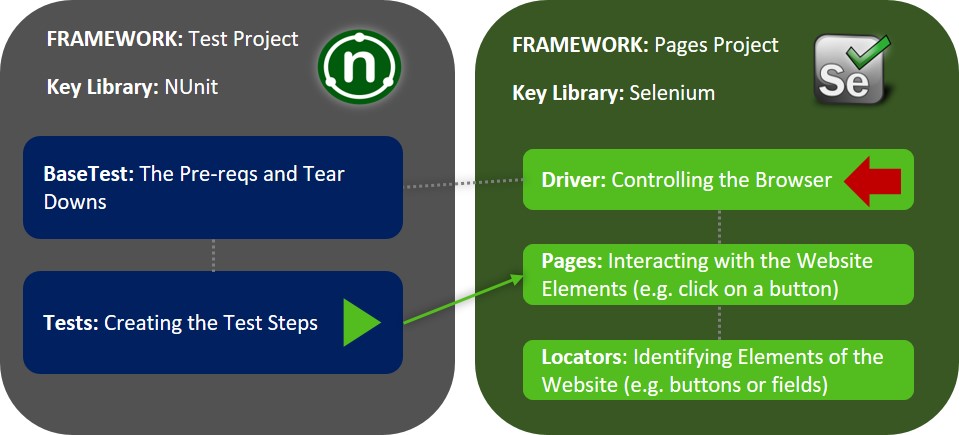 FRAMEWORK: Test Project
Key Library: NUnit
n
BaseTest: The Pre-reqs and Tear
Downs
Tests: Creating the Test Steps
FRAMEWORK: Pages Project
Key Library: Selenium
Se
Driver: Controlling the Browser
Pages: Interacting with the Website
Elements (e.g. click on a button)
Locators: Identifying Elements of the
Website (e.g. buttons or fields)